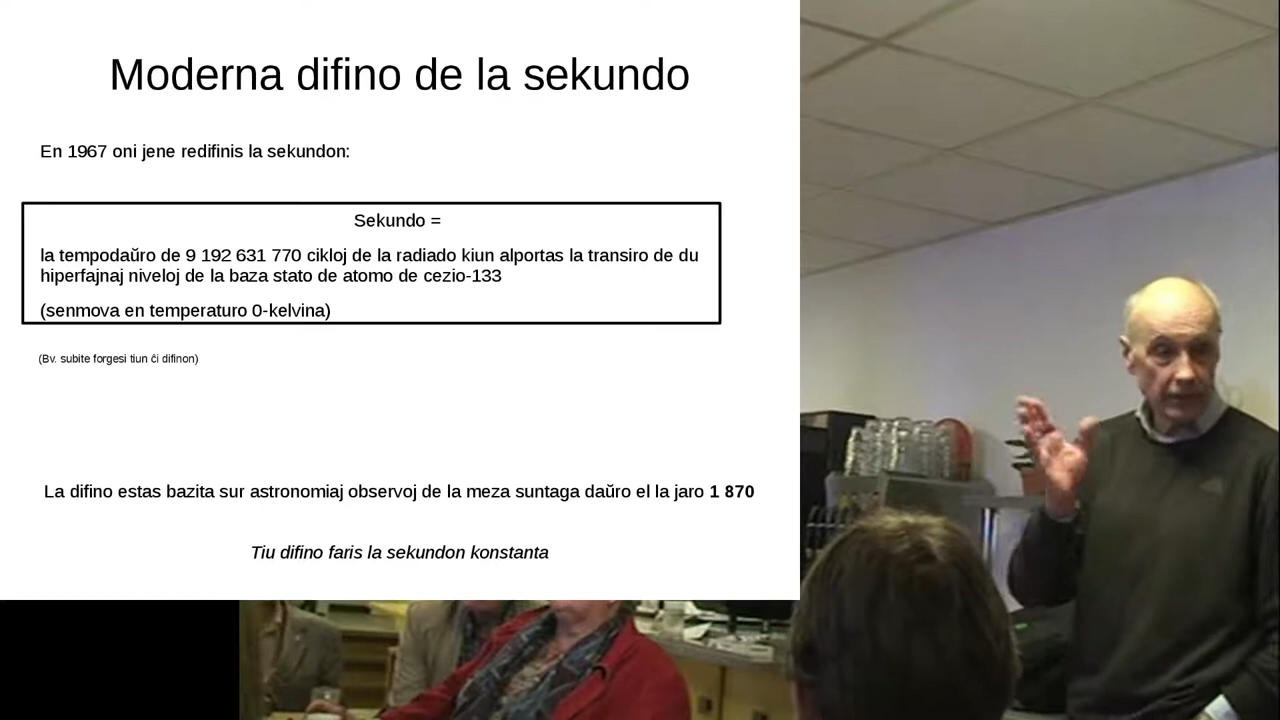 Moderna difino de la sekundo
En 1967 oni jene redifinis la sekundon:
Sekundo =
la tempodaŭro de 9 192 631 770 cikloj de la radiado kiun alportas la transiro de du
hiperfajnaj niveloj de la baza stato de atomo de cezio-133
(senmova en temperaturo 0-kelvina)
(Bv. subite forgesi tiun ĉi difinon)
La difino estas bazita sur astronomiaj observoj de la meza suntaga daŭro el la jaro 1 870
Tiu difino faris la sekundon konstanta